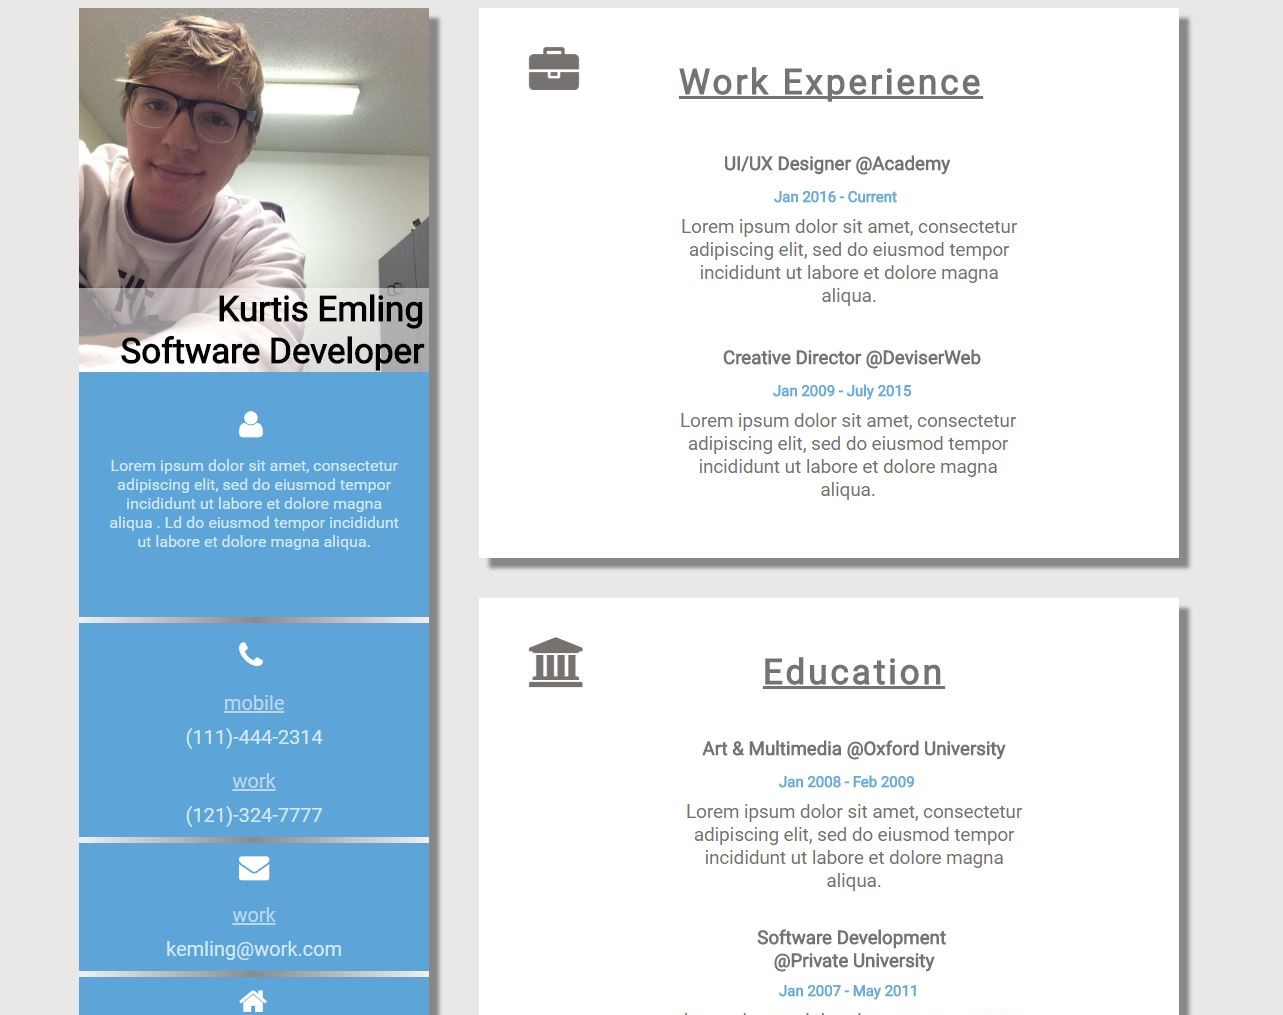 Kurtis Emling
Software Developer
Lorem ipsum dolor sit amet, consectetur
adipiscing elit, sed do eiusmod tempor
incididunt ut labore et dolore magna
aliqua . Ld do eiusmod tempor incididunt
ut labore et dolore magna aliqua.
mobile
(111)-444-2314
work
(121)-324-7777
work
kemling@work.com
Work Experience
UI/UX Designer @Academy
Jan 2016 - Current
Lorem ipsum dolor sit amet, consectetur
adipiscing elit, sed do eiusmod tempor
incididunt ut labore et dolore magna
aliqua.
Creative Director @DeviserWeb
Jan 2009 - July 2015
Lorem ipsum dolor sit amet, consectetur
adipiscing elit, sed do eiusmod tempor
incididunt ut labore et dolore magna
aliqua.
Education
Art & Multimedia @Oxford University
Jan 2008 - Feb 2009
Lorem ipsum dolor sit amet, consectetur
adipiscing elit, sed do eiusmod tempor
incididunt ut labore et dolore magna
aliqua.
Software Development
@Private University
Jan 2007 - May 2011